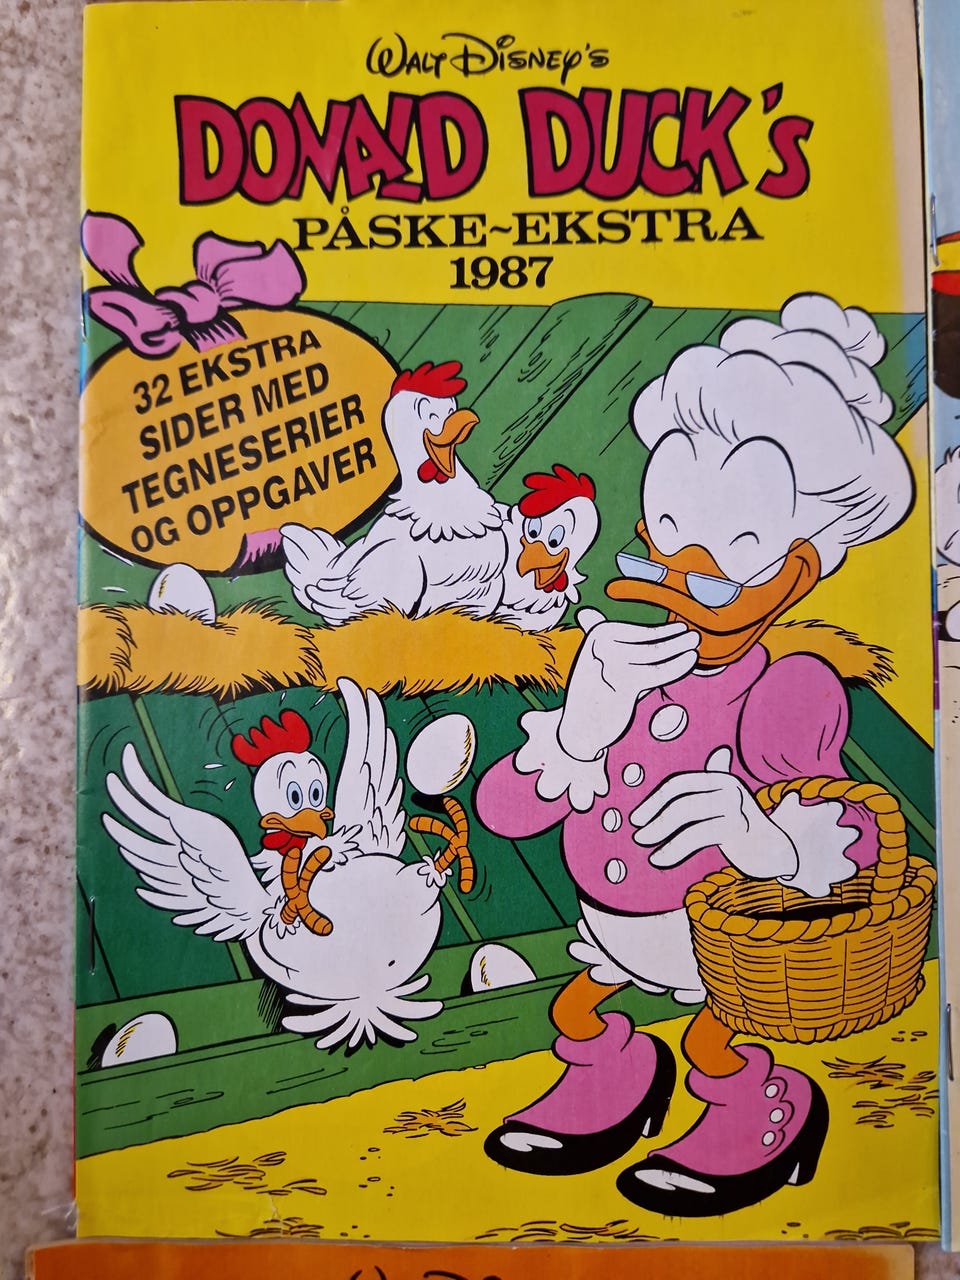 WALT DISNEY'S
DONALD DUCK'S
PÅSKE~EKSTRA
1987
32 EKSTRA
SIDER MED
TEGNESERIER
OG OPPGAVER